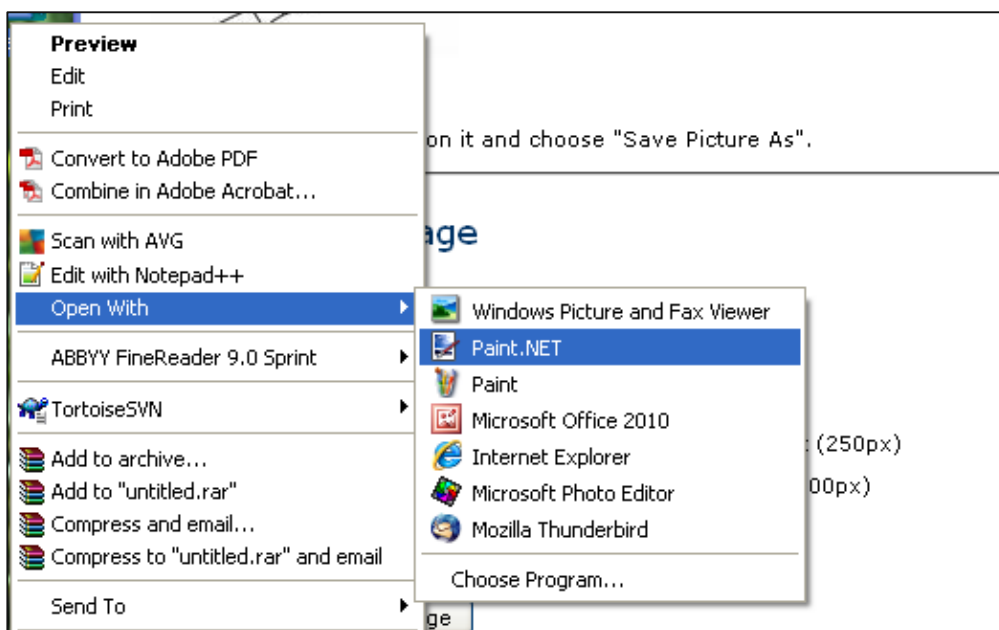 Preview
Edit
Print
on it and choose "Save Picture As".
Convert to Adobe PDF
Combine in Adobe Acrobat...
age
Scan with AVG
Edit with Notepad++
Open With
Windows Picture and Fax Viewer
Paint.NET
Paint
Microsoft Office 2010
Internet Explorer
Microsoft Photo Editor
Mozilla Thunderbird
Choose Program...
(250px)
00px)
ABBYY FineReader 9.0 Sprint
TortoiseSVN
Add to archive...
Add to "untitled.rar"
Compress and email...
Compress to "untitled.rar" and email
Send To
ge